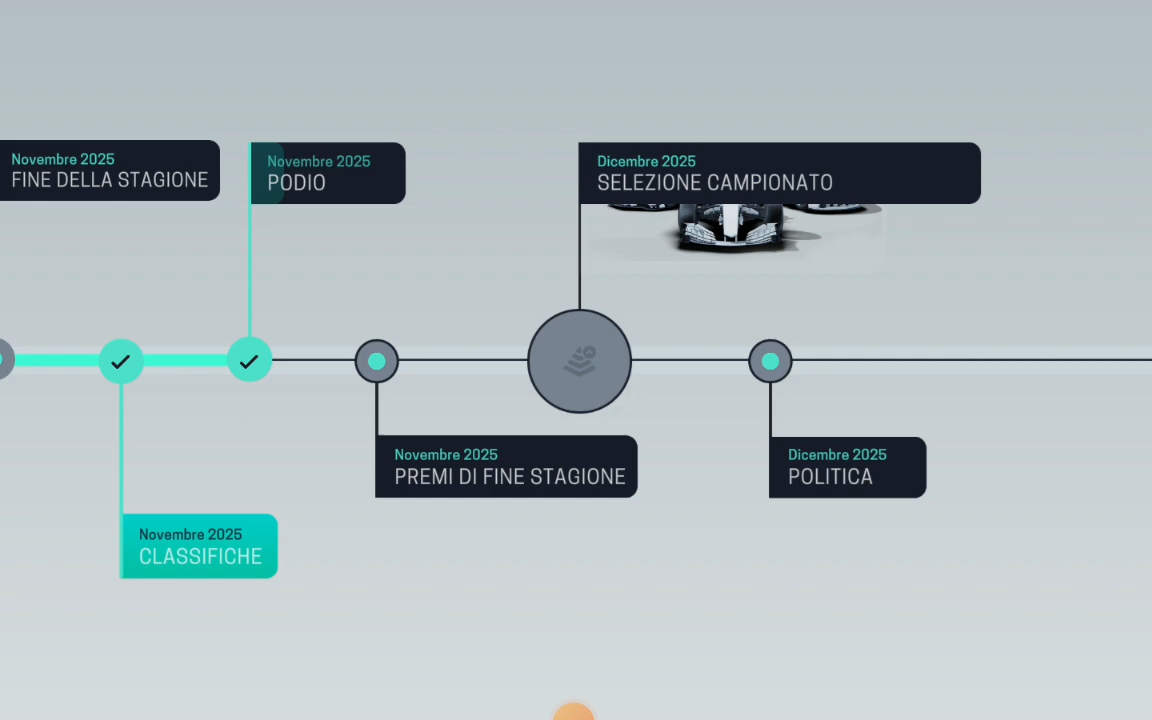 Novembre 2025
FINE DELLA STAGIONE
Novembre 2025
PODIO
Dicembre 2025
SELEZIONE CAMPIONATO
Novembre 2025
PREMI DI FINE STAGIONE
Dicembre 2025
POLITICA
Novembre 2025
CLASSIFICHE